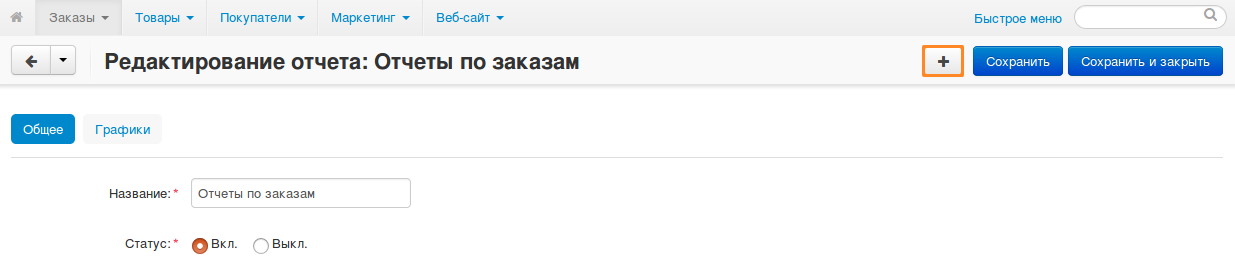 Заказы Товары Покупатели Маркетинг Веб-сайт Быстрое меню
Редактирование отчета: Отчеты по заказам + Сохранить Сохранить и закрыть
Общее Графики
Название:* Отчеты по заказам
Статус:* Вкл. Выкл.